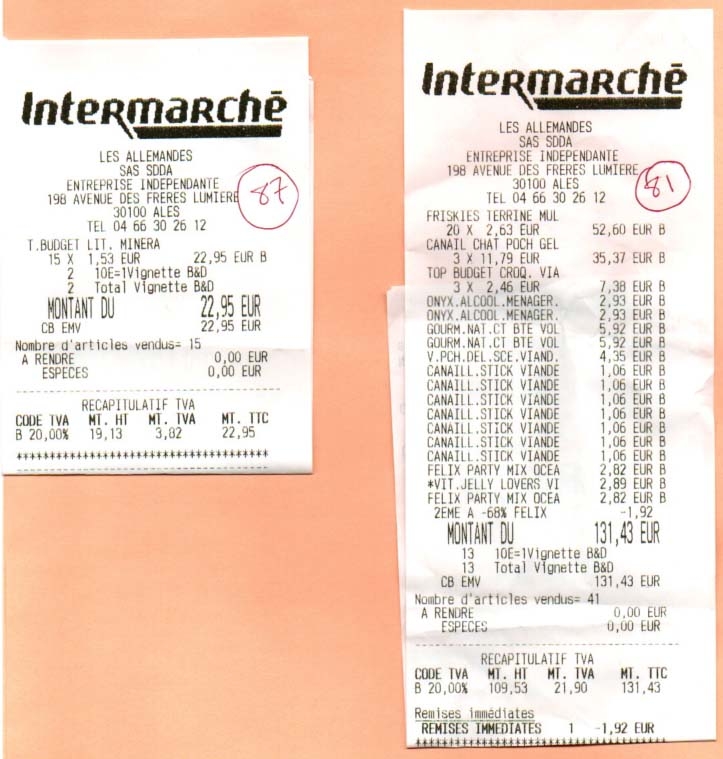 Intermarchē
LES ALLEMANDES
SAS SDDA
ENTREPRISE INDEPENDANTE
198 AVENUE DES FRERES LUMIERE
30100 ALES
TEL 04 66 30 26 12
87
T.BUDGET LIT. MINERA
15 X 1,53 EUR 22,95 EUR B
2 10E=1Vignette B&D
2 Total Vignette B&D
MONTANT DU 22,95 EUR
CB EMV 22,95 EUR
Nombre d'articles vendus= 15
A RENDRE 0,00 EUR
ESPECES 0,00 EUR
RECAPITULATIF TVA
CODE TVA MT. HT MT. TVA MT. TTC
B 20,00% 19,13 3,82 22,95
Intermarchē
LES ALLEMANDES
SAS SDDA
ENTREPRISE INDEPENDANTE
198 AVENUE DES FRERES LUMIERE
30100 ALES
TEL 04 66 30 26 12
81
FRISKIES TERRINE MUL
20 X 2,63 EUR 52,60 EUR B
CANAIL CHAT POCH GEL
3 X 11,79 EUR 35,37 EUR B
TOP BUDGET CROQ. VIA
3 X 2,46 EUR 7,38 EUR B
ONYX.ALCOOL.MENAGER. 2,93 EUR B
ONYX.ALCOOL.MENAGER. 2,93 EUR B
GOURM.NAT.CT BTE VOL 5,92 EUR B
GOURM.NAT.CT BTE VOL 5,92 EUR B
V.PCH.DEL.SCE.VIAND. 4,35 EUR B
CANAILL.STICK VIANDE 1,06 EUR B
CANAILL.STICK VIANDE 1,06 EUR B
CANAILL.STICK VIANDE 1,06 EUR B
CANAILL.STICK VIANDE 1,06 EUR B
CANAILL.STICK VIANDE 1,06 EUR B
CANAILL.STICK VIANDE 1,06 EUR B
CANAILL.STICK VIANDE 1,06 EUR B
FELIX PARTY MIX OCEA 2,82 EUR B
*VIT.JELLY LOVERS VI 2,89 EUR B
FELIX PARTY MIX OCEA 2,82 EUR B
2EME A -68% FELIX -1,92
MONTANT DU 131,43 EUR
13 10E=1Vignette B&D
13 Total Vignette B&D
CB EMV 131,43 EUR
Nombre d'articles vendus= 41
A RENDRE 0,00 EUR
ESPECES 0,00 EUR
RECAPITULATIF TVA
CODE TVA MT. HT MT. TVA MT. TTC
B 20,00% 109,53 21,90 131,43
Remises immédiates
REMISES IMMEDIATES 1 -1,92 EUR